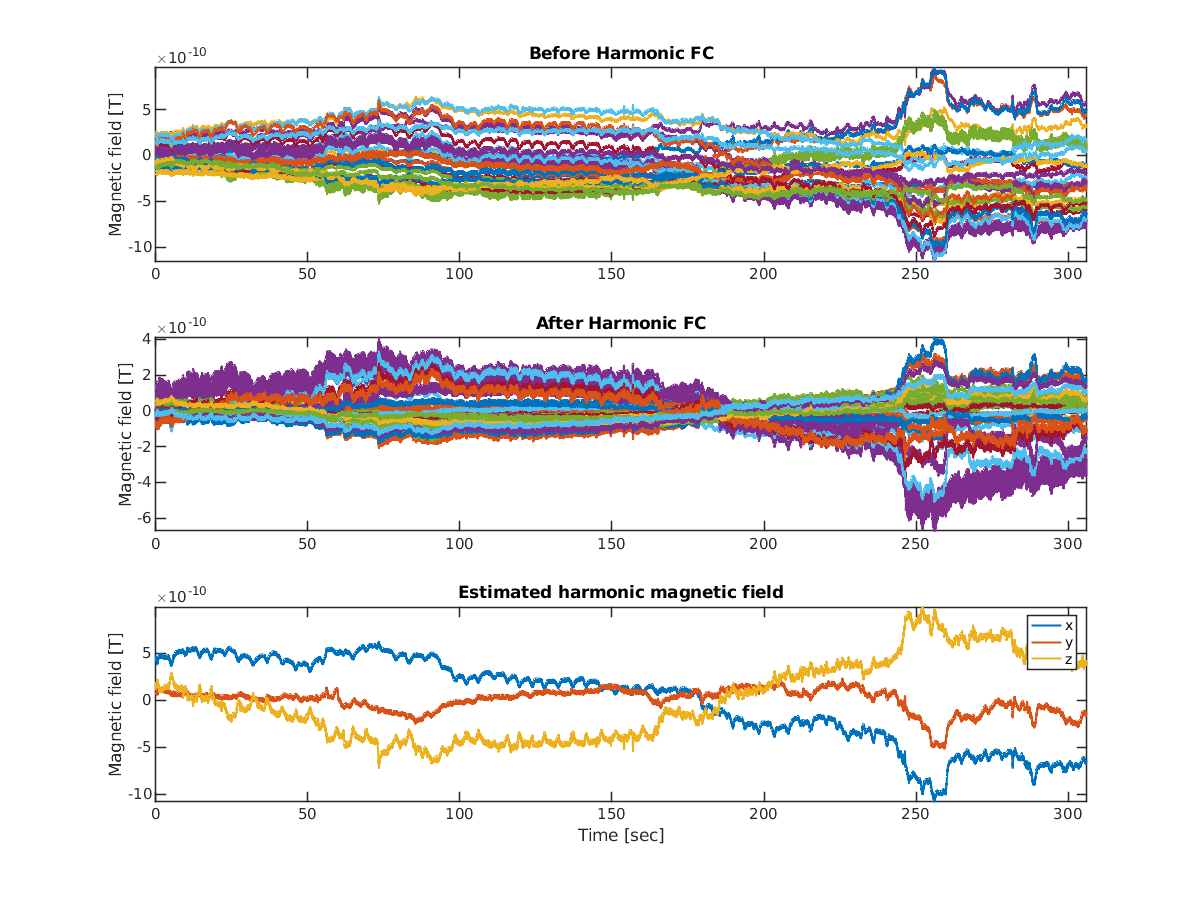 Before Harmonic FC
×10^-10
Magnetic field [T]
5
0
-5
-10
0 50 100 150 200 250 300
After Harmonic FC
×10^-10
Magnetic field [T]
4
2
0
-2
-4
-6
0 50 100 150 200 250 300
Estimated harmonic magnetic field
×10^-10
Magnetic field [T]
5
0
-5
-10
x
y
z
0 50 100 150 200 250 300
Time [sec]